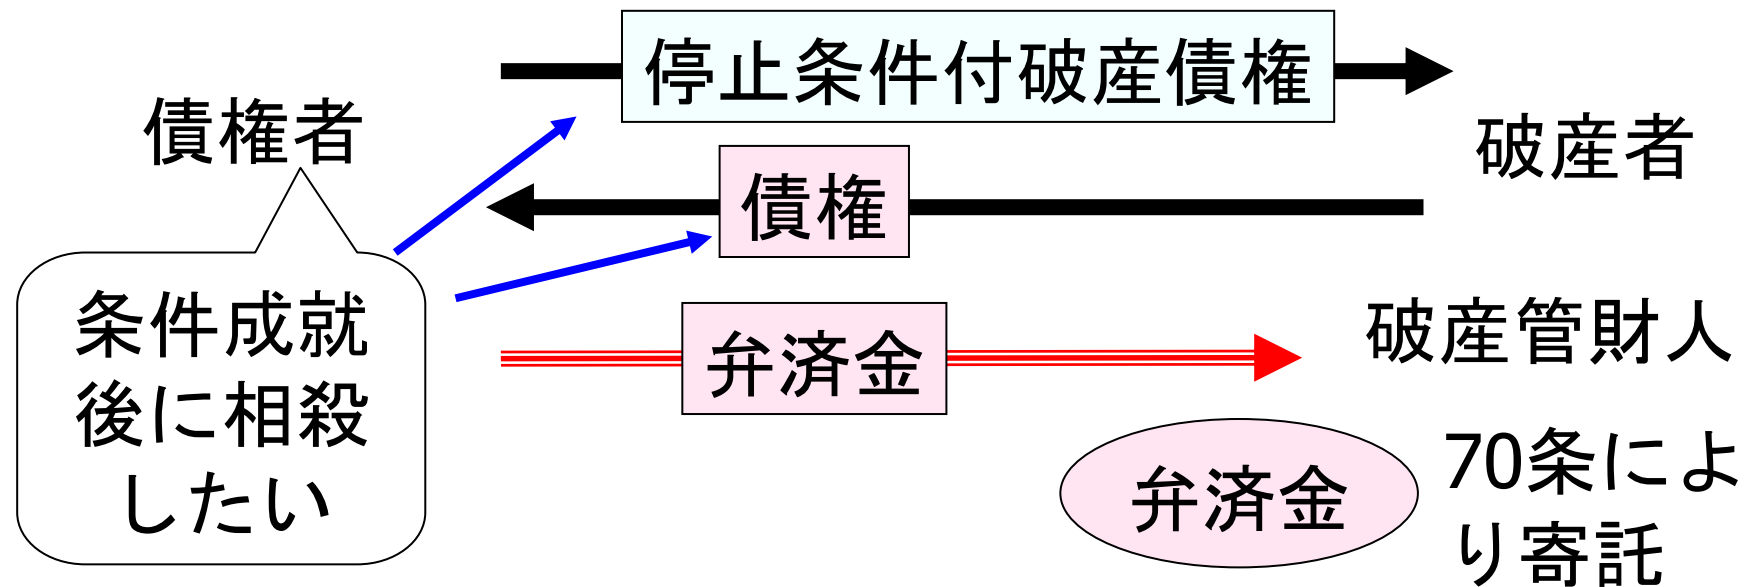 停止条件付破産債権
債権者
破産者
債権
条件成就
後に相殺
したい
弁済金
破産管財人
弁済金
70条によ
り寄託